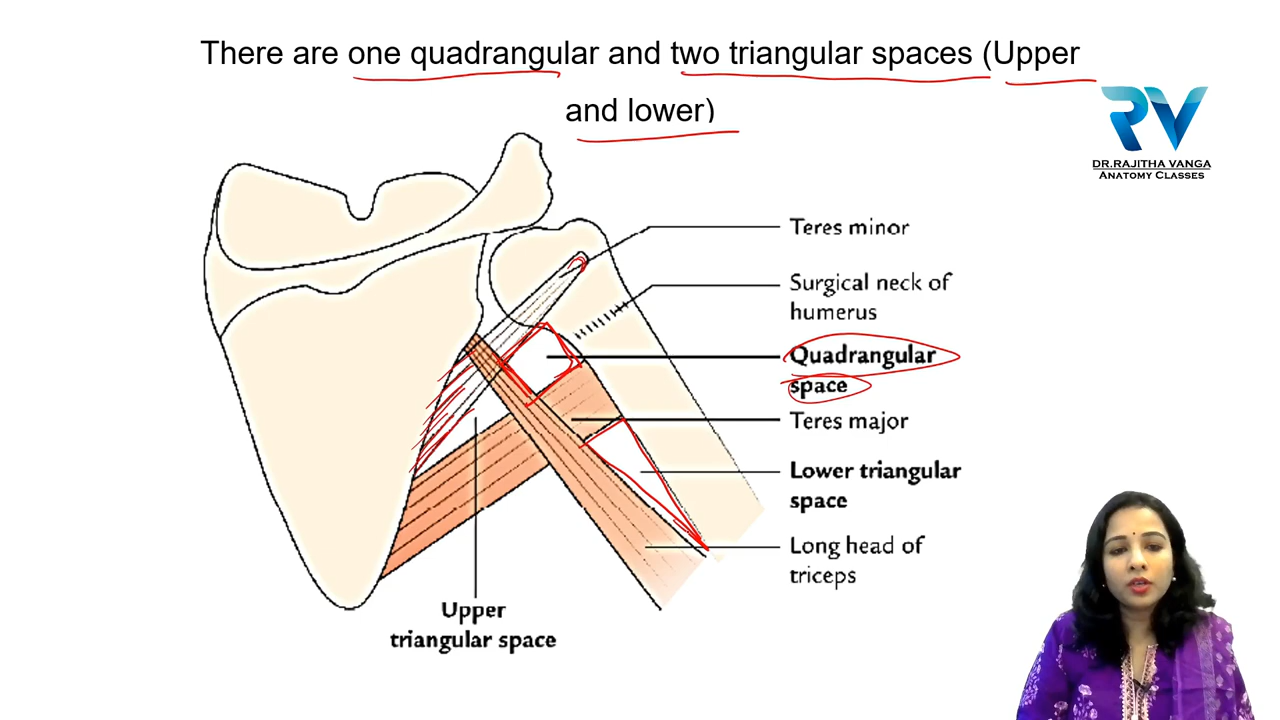 There are one quadrangular and two triangular spaces (Upper
and lower)
RV
DR.RAJITHA VANGA
ANATOMY CLASSES
Teres minor
Surgical neck of
humerus
Quadrangular
space
Teres major
Lower triangular
space
Long head of
triceps
Upper
triangular space